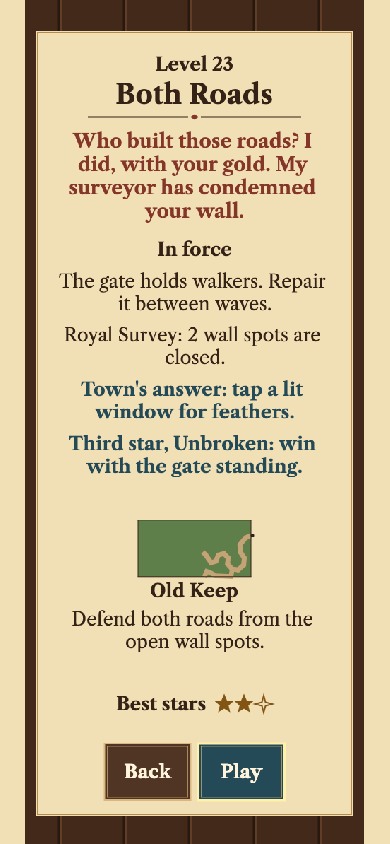 Level 23
Both Roads
Who built those roads? I
did, with your gold. My
surveyor has condemned
your wall.
In force
The gate holds walkers. Repair
it between waves.
Royal Survey: 2 wall spots are
closed.
Town's answer: tap a lit
window for feathers.
Third star, Unbroken: win
with the gate standing.
Old Keep
Defend both roads from the
open wall spots.
Best stars
Back Play